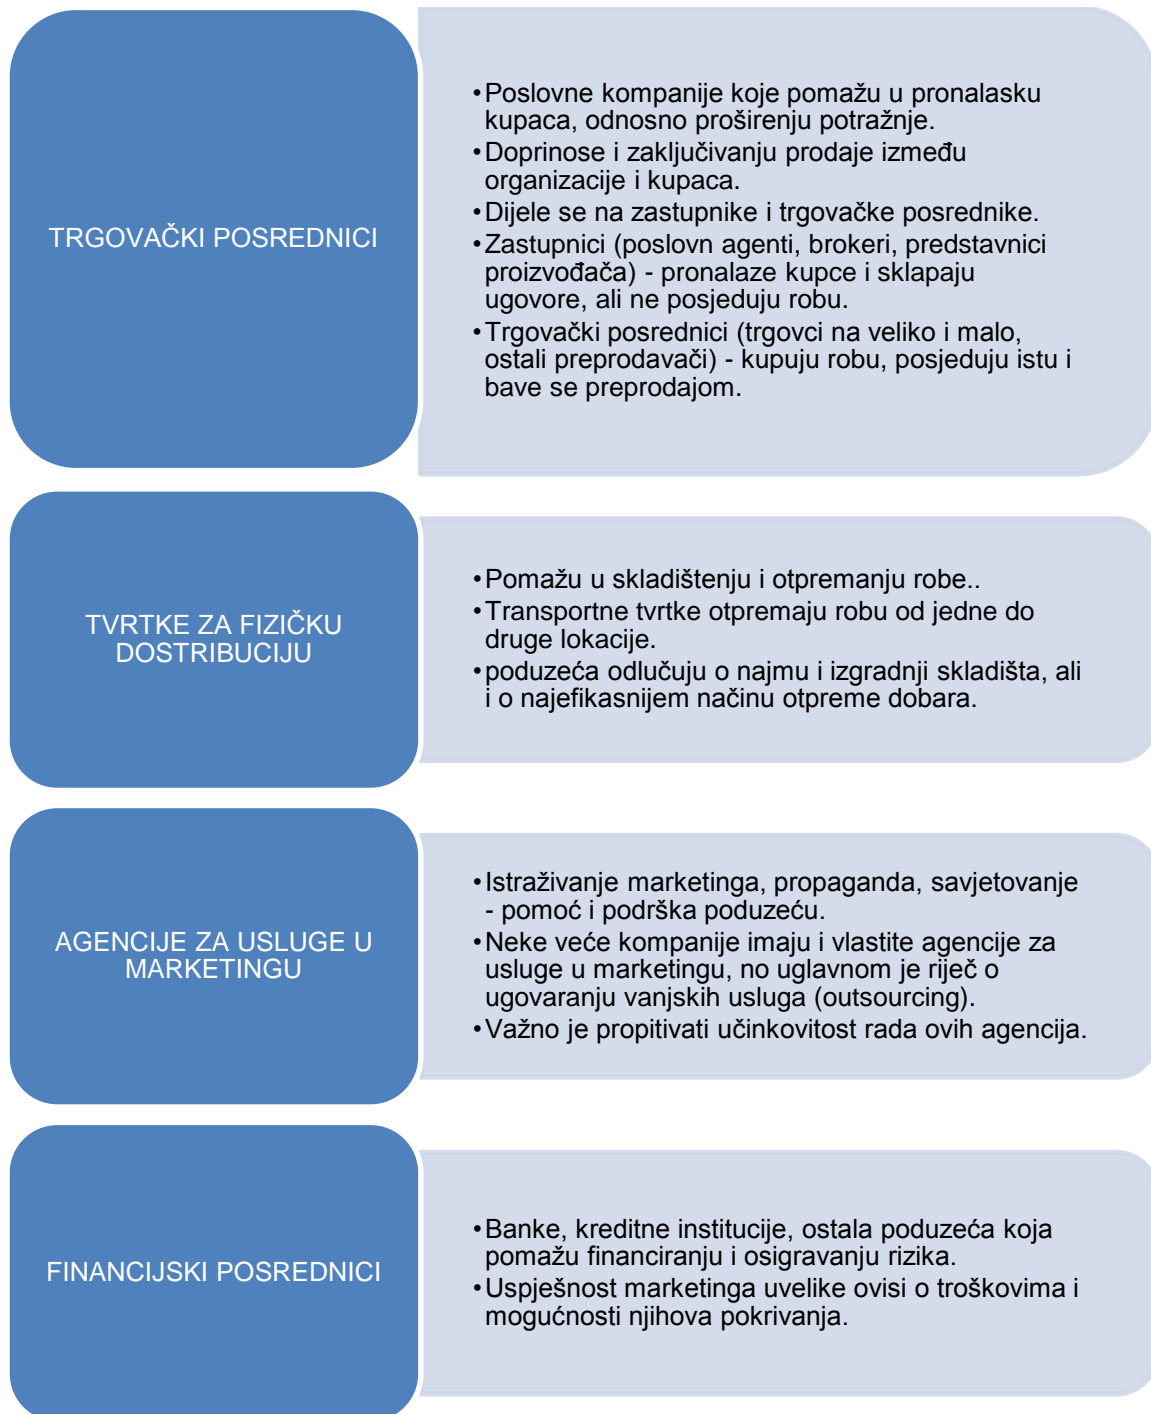 TRGOVAČKI POSREDNICI
•Poslovne kompanije koje pomažu u pronalasku
kupaca, odnosno proširenju potražnje.
•Doprinose i zaključivanju prodaje između
organizacije i kupaca.
•Dijele se na zastupnike i trgovačke posrednike.
•Zastupnici (poslovn agenti, brokeri, predstavnici
proizvođača) - pronalaze kupce i sklapaju
ugovore, ali ne posjeduju robu.
•Trgovački posrednici (trgovci na veliko i malo,
ostali preprodavači) - kupuju robu, posjeduju istu i
bave se preprodajom.
TVRTKE ZA FIZIČKU
DOSTRIBUCIJU
•Pomažu u skladištenju i otpremanju robe..
•Transportne tvrtke otpremaju robu od jedne do
druge lokacije.
•poduzeća odlučuju o najmu i izgradnji skladišta, ali
i o najefikasnijem načinu otpreme dobara.
AGENCIJE ZA USLUGE U
MARKETINGU
•Istraživanje marketinga, propaganda, savjetovanje
- pomoć i podrška poduzeću.
•Neke veće kompanije imaju i vlastite agencije za
usluge u marketingu, no uglavnom je riječ o
ugovaranju vanjskih usluga (outsourcing).
•Važno je propitivati učinkovitost rada ovih agencija.
FINANCIJSKI POSREDNICI
•Banke, kreditne institucije, ostala poduzeća koja
pomažu financiranju i osigravanju rizika.
•Uspješnost marketinga uvelike ovisi o troškovima i
mogućnosti njihova pokrivanja.